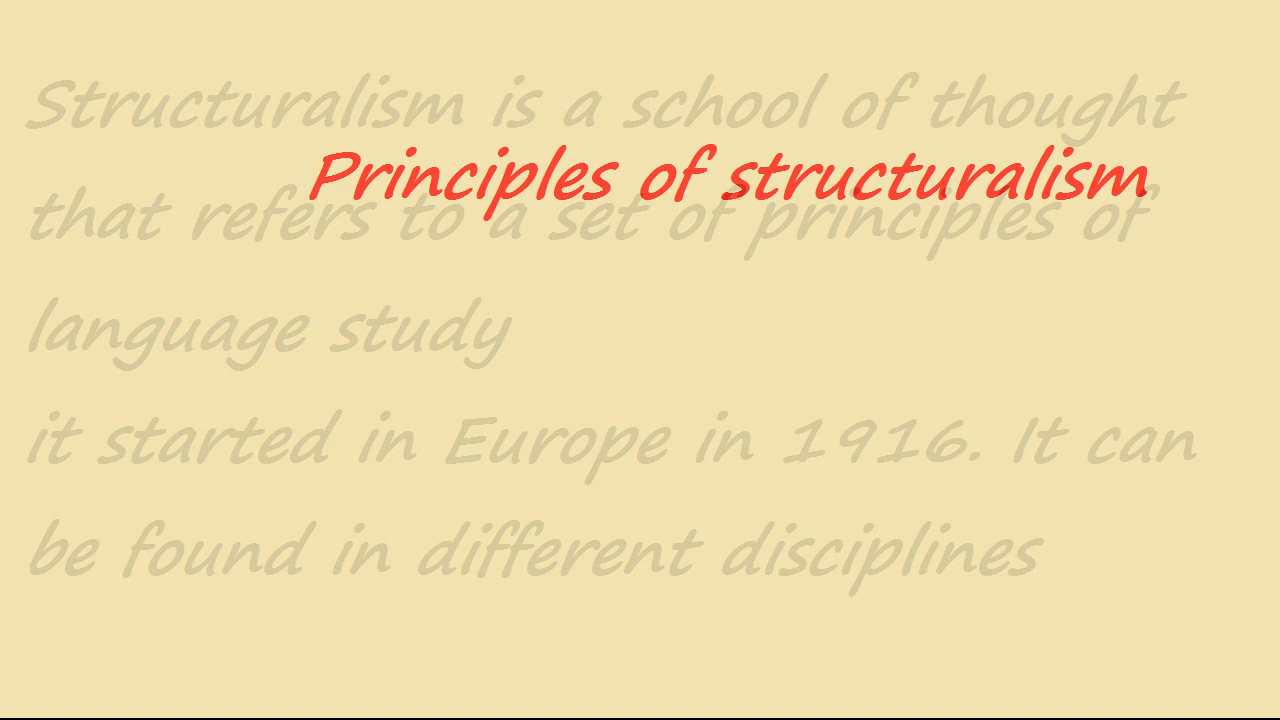 Structuralism is a school of thought
Principles of structuralism
that refers to a set of principles of
language study
it started in Europe in 1916. It can
be found in different disciplines